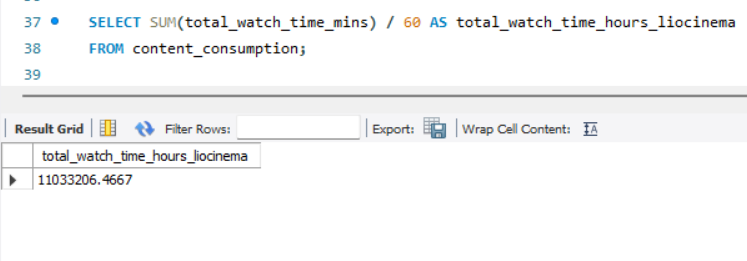 37 SELECT SUM(total_watch_time_mins) / 60 AS total_watch_time_hours_liocinema
38 FROM content_consumption;
39
Result Grid Filter Rows: Export: Wrap Cell Content: IA
total_watch_time_hours_liocinema
11033206.4667